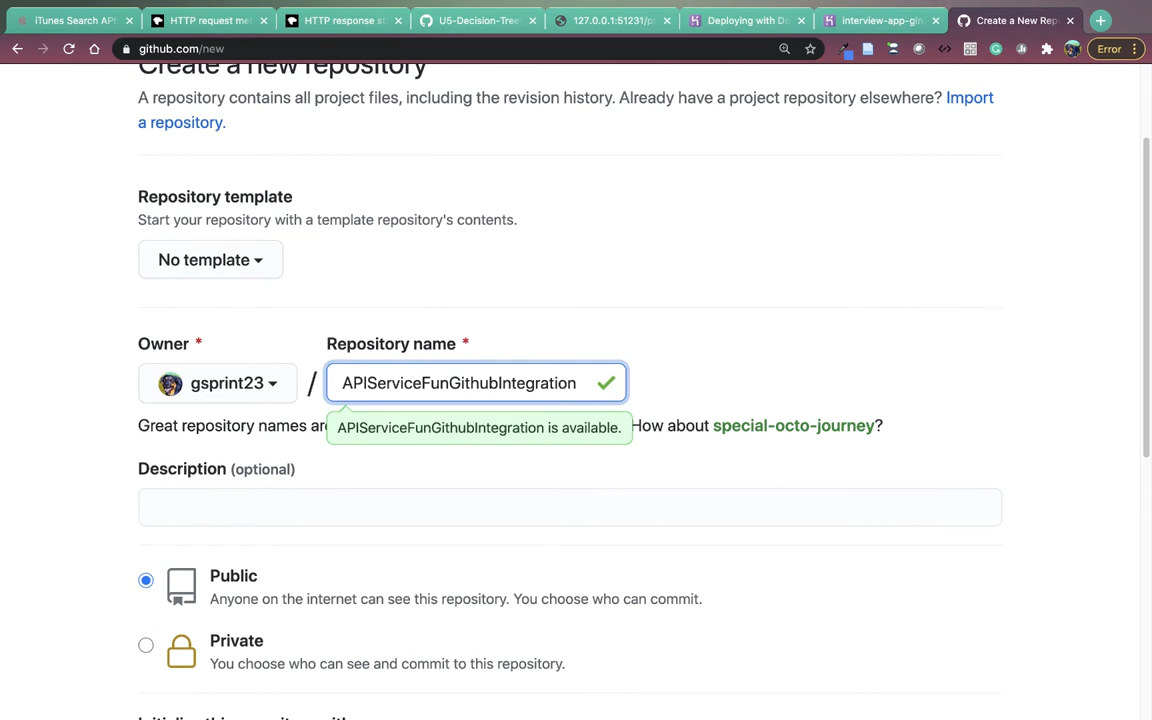 iTunes Search API
HTTP request me
HTTP response st
U5-Decision-Tree
127.0.0.1:51231/pr
Deploying with Do
interview-app-gin
Create a New Rep
github.com/new
Error
Create a new repository
A repository contains all project files, including the revision history. Already have a project repository elsewhere? Import
a repository.
Repository template
Start your repository with a template repository's contents.
No template
Owner *
Repository name *
gsprint23
/
APIServiceFunGithubIntegration
Great repository names ar
How about special-octo-journey?
APIServiceFunGithubIntegration is available.
Description (optional)
Public
Anyone on the internet can see this repository. You choose who can commit.
Private
You choose who can see and commit to this repository.